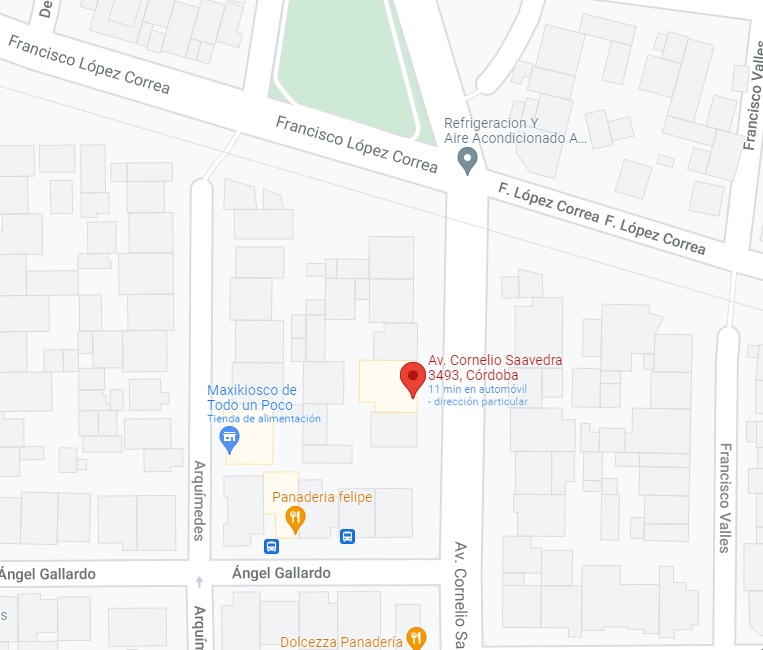 De
Francisco López Correa
Francisco López Correa
Refrigeracion Y
Aire Acondicionado A...
Francisco Valles
F. López Correa
F. López Correa
Av. Cornelio Saavedra
3493, Córdoba
11 min en automóvil
- dirección particular
Maxikiosco de
Todo un Poco
Tienda de alimentación
Arquímedes
Panaderia felipe
Francisco Valles
Av. Cornelio Sa
Ángel Gallardo
Ángel Gallardo
s
Arquím
Dolcezza Panadería